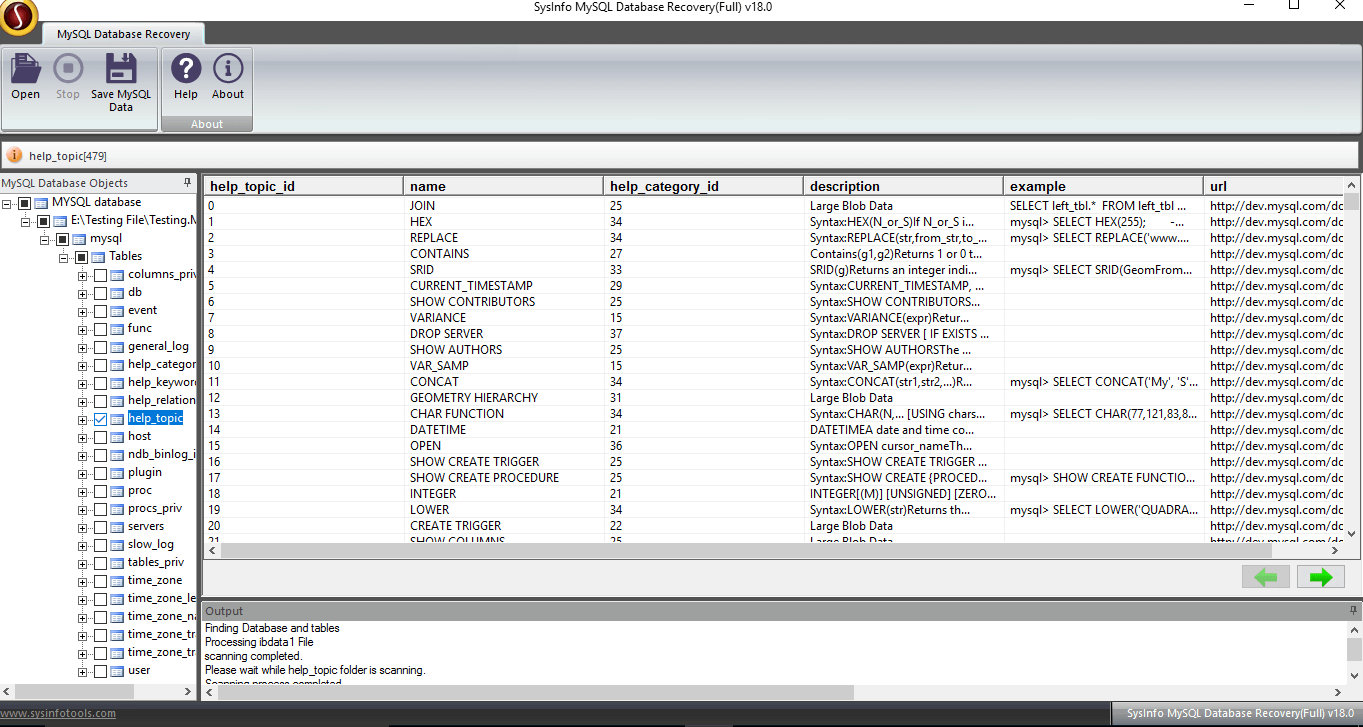 SysInfo MySQL Database Recovery(Full) v18.0
MySQL Database Recovery
Open
Stop
Save MySQL
Data
Help
About
About
help_topic[479]
MySQL Database Objects
MYSQL database
E:\Testing File\Testing.M
mysql
Tables
columns_priv
db
event
func
general_log
help_categor
help_keywor
help_relation
help_topic
host
ndb_binlog_i
plugin
proc
procs_priv
servers
slow_log
tables_priv
time_zone
time_zone_le
time_zone_na
time_zone_tr
time_zone_tr
user
help_topic_id name help_category_id description example url
0 JOIN 25 Large Blob Data SELECT left_tbl.* FROM left_tbl ... http://dev.mysql.com/dc
1 HEX 34 Syntax:HEX(N_or_S)If N_or_S i... mysql> SELECT HEX(255); -... http://dev.mysql.com/dc
2 REPLACE 34 Syntax:REPLACE(str,from_str,to_... mysql> SELECT REPLACE('www.... http://dev.mysql.com/dc
3 CONTAINS 27 Contains(g1,g2)Returns 1 or 0 t... http://dev.mysql.com/dc
4 SRID 33 SRID(g)Returns an integer indi... mysql> SELECT SRID(GeomFrom... http://dev.mysql.com/dc
5 CURRENT_TIMESTAMP 29 Syntax:CURRENT_TIMESTAMP, ... http://dev.mysql.com/dc
6 SHOW CONTRIBUTORS 25 Syntax:SHOW CONTRIBUTORS... http://dev.mysql.com/dc
7 VARIANCE 15 Syntax:VARIANCE(expr)Retur... http://dev.mysql.com/dc
8 DROP SERVER 37 Syntax:DROP SERVER [ IF EXISTS ... http://dev.mysql.com/dc
9 SHOW AUTHORS 25 Syntax:SHOW AUTHORSThe ... http://dev.mysql.com/dc
10 VAR_SAMP 15 Syntax:VAR_SAMP(expr)Retur... http://dev.mysql.com/dc
11 CONCAT 34 Syntax:CONCAT(str1,str2,...)R... mysql> SELECT CONCAT('My', 'S'... http://dev.mysql.com/dc
12 GEOMETRY HIERARCHY 31 Large Blob Data http://dev.mysql.com/dc
13 CHAR FUNCTION 34 Syntax:CHAR(N,... [USING chars... mysql> SELECT CHAR(77,121,83,8... http://dev.mysql.com/dc
14 DATETIME 21 DATETIMEA date and time co... http://dev.mysql.com/dc
15 OPEN 36 Syntax:OPEN cursor_nameTh... http://dev.mysql.com/dc
16 SHOW CREATE TRIGGER 25 Syntax:SHOW CREATE TRIGGER ... http://dev.mysql.com/dc
17 SHOW CREATE PROCEDURE 25 Syntax:SHOW CREATE {PROCED... mysql> SHOW CREATE FUNCTIO... http://dev.mysql.com/dc
18 INTEGER 21 INTEGER[(M)] [UNSIGNED] [ZERO... http://dev.mysql.com/dc
19 LOWER 34 Syntax:LOWER(str)Returns th... mysql> SELECT LOWER('QUADRA... http://dev.mysql.com/dc
20 CREATE TRIGGER 22 Large Blob Data http://dev.mysql.com/dc
21 SHOW COLUMNS 25 Large Blob Data http://dev.mysql.com/dc
Output
Finding Database and tables
Processing ibdata1 File
scanning completed.
Please wait while help_topic folder is scanning.
Scanning process completed
www.sysinfotools.com
SysInfo MySQL Database Recovery(Full) v18.0